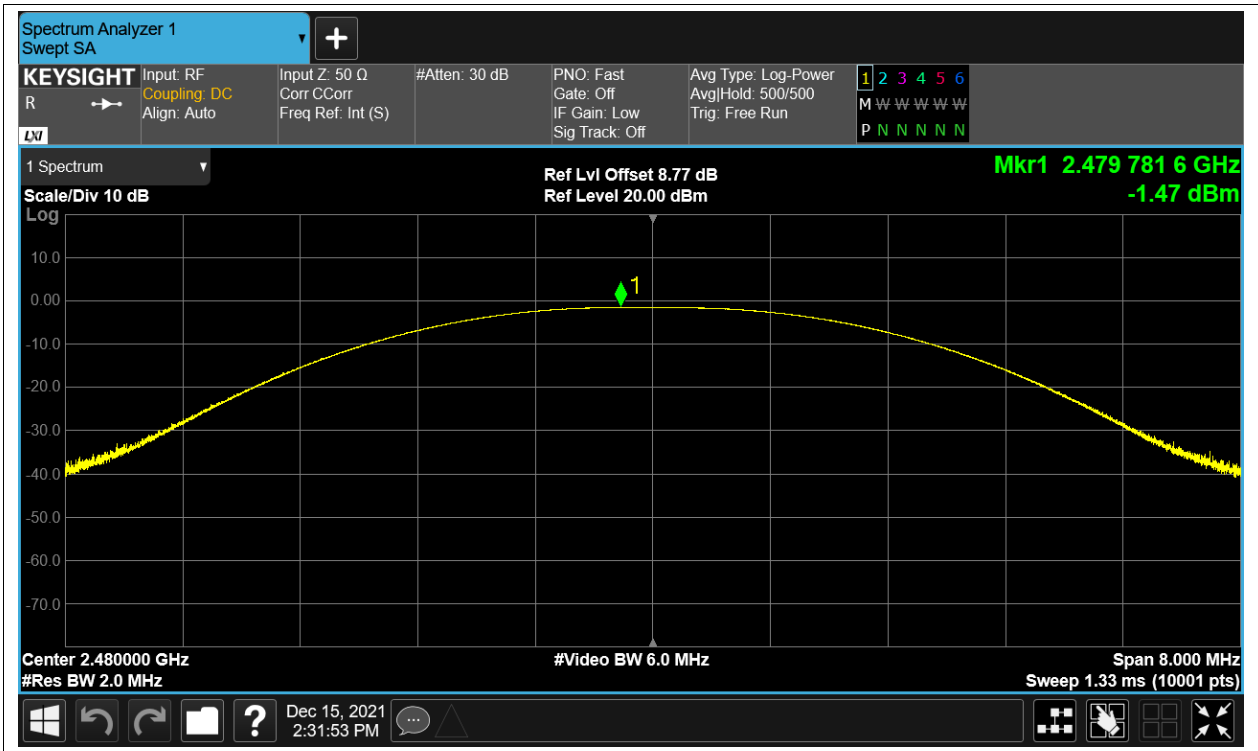 Spectrum Analyzer 1
Swept SA
KEYSIGHT
R
LXI
Input: RF
Coupling: DC
Align: Auto
Input Z: 50 Ω
Corr CCorr
Freq Ref: Int (S)
#Atten: 30 dB
PNO: Fast
Gate: Off
IF Gain: Low
Sig Track: Off
Avg Type: Log-Power
Avg|Hold: 500/500
Trig: Free Run
1 2 3 4 5 6
M W W W W W
P N N N N N
1 Spectrum
Scale/Div 10 dB
Log
Ref Lvl Offset 8.77 dB
Ref Level 20.00 dBm
Mkr1 2.479 781 6 GHz
-1.47 dBm
1
10.0
0.00
-10.0
-20.0
-30.0
-40.0
-50.0
-60.0
-70.0
Center 2.480000 GHz
#Res BW 2.0 MHz
#Video BW 6.0 MHz
Span 8.000 MHz
Sweep 1.33 ms (10001 pts)
?
Dec 15, 2021
2:31:53 PM